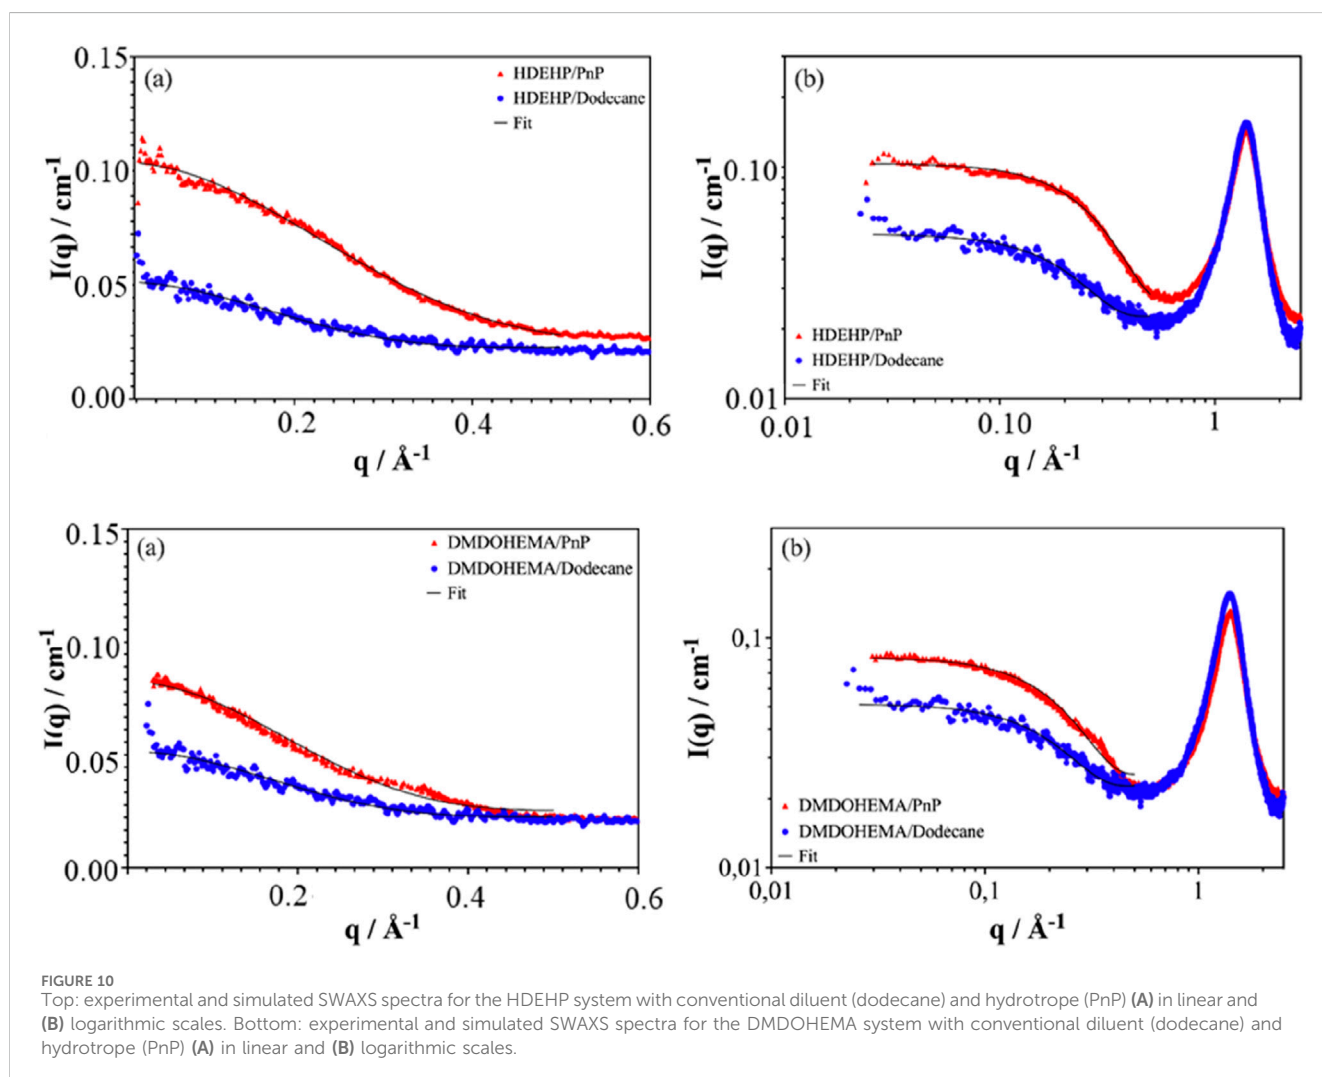 0.15
(a)
HDEHP/PnP
HDEHP/Dodecane
Fit
0.10
0.05
0.00
I(q) / cm-1
0.2
0.4
0.6
q / Å-1
(b)
0.10
0.01
I(q) / cm-1
HDEHP/PnP
HDEHP/Dodecane
Fit
0.01
0.10
1
q / Å-1
0.15
(a)
DMDOHEMA/PnP
DMDOHEMA/Dodecane
Fit
0.10
0.05
0.00
I(q) / cm-1
0.2
0.4
0.6
q / Å-1
(b)
0,1
0,01
I(q) / cm-1
DMDOHEMA/PnP
DMDOHEMA/Dodecane
Fit
0,01
0,1
1
q / Å-1
FIGURE 10
Top: experimental and simulated SWAXS spectra for the HDEHP system with conventional diluent (dodecane) and hydrotrope (PnP) (A) in linear and
(B) logarithmic scales. Bottom: experimental and simulated SWAXS spectra for the DMDOHEMA system with conventional diluent (dodecane) and
hydrotrope (PnP) (A) in linear and (B) logarithmic scales.